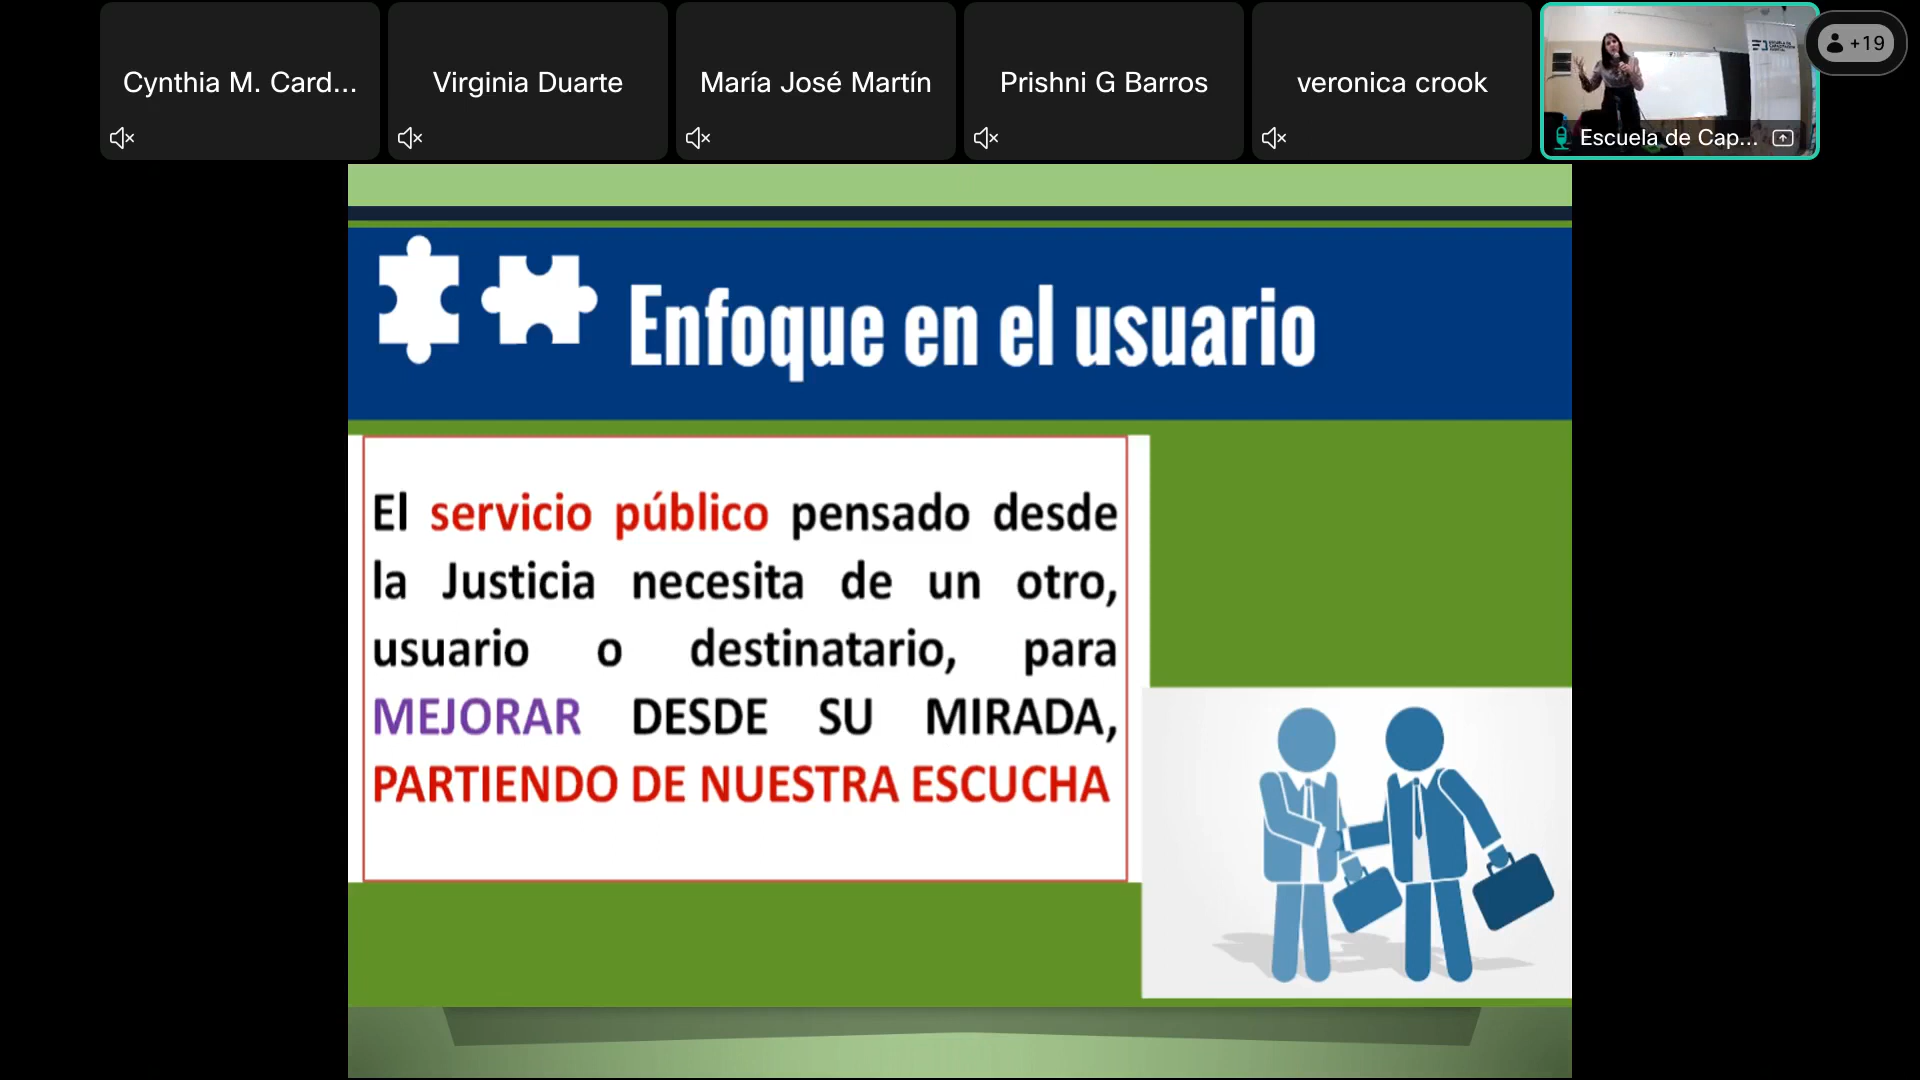 Cynthia M. Card...
Virginia Duarte
María José Martín
Prishni G Barros
veronica crook
Escuela de Cap...
+19
Enfoque en el usuario
El servicio público pensado desde
la Justicia necesita de un otro,
usuario o destinatario, para
MEJORAR DESDE SU MIRADA,
PARTIENDO DE NUESTRA ESCUCHA